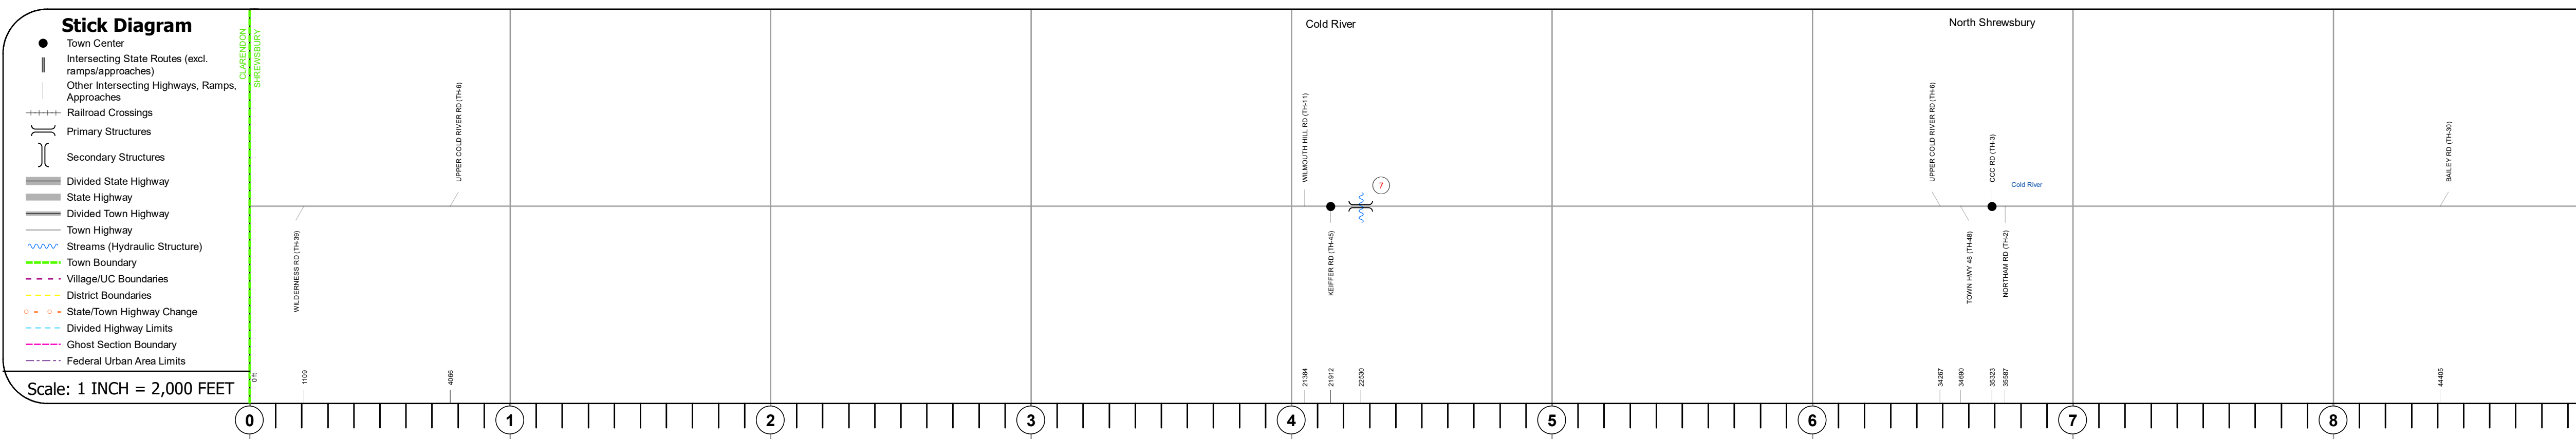 Stick Diagram
Town Center
Intersecting State Routes (excl.
ramps/approaches)
Other Intersecting Highways, Ramps,
Approaches
Railroad Crossings
Primary Structures
Secondary Structures
Divided State Highway
State Highway
Divided Town Highway
Town Highway
Streams (Hydraulic Structure)
Town Boundary
Village/UC Boundaries
District Boundaries
State/Town Highway Change
Divided Highway Limits
Ghost Section Boundary
Federal Urban Area Limits
Scale: 1 INCH = 2,000 FEET
CLARENDON
SHREWSBURY
Cold River
North Shrewsbury
WILDERNESS RD (TH-39)
UPPER COLD RIVER RD (TH-6)
WILMOUTH HILL RD (TH-11)
KEIFFER RD (TH-45)
7
UPPER COLD RIVER RD (TH-6)
TOWN HWY 48 (TH-48)
CCC RD (TH-3)
NORTHAM RD (TH-2)
Cold River
BAILEY RD (TH-30)
0 ft
1109
4066
21384
21912
22530
34267
34690
35323
35587
44405
0
1
2
3
4
5
6
7
8